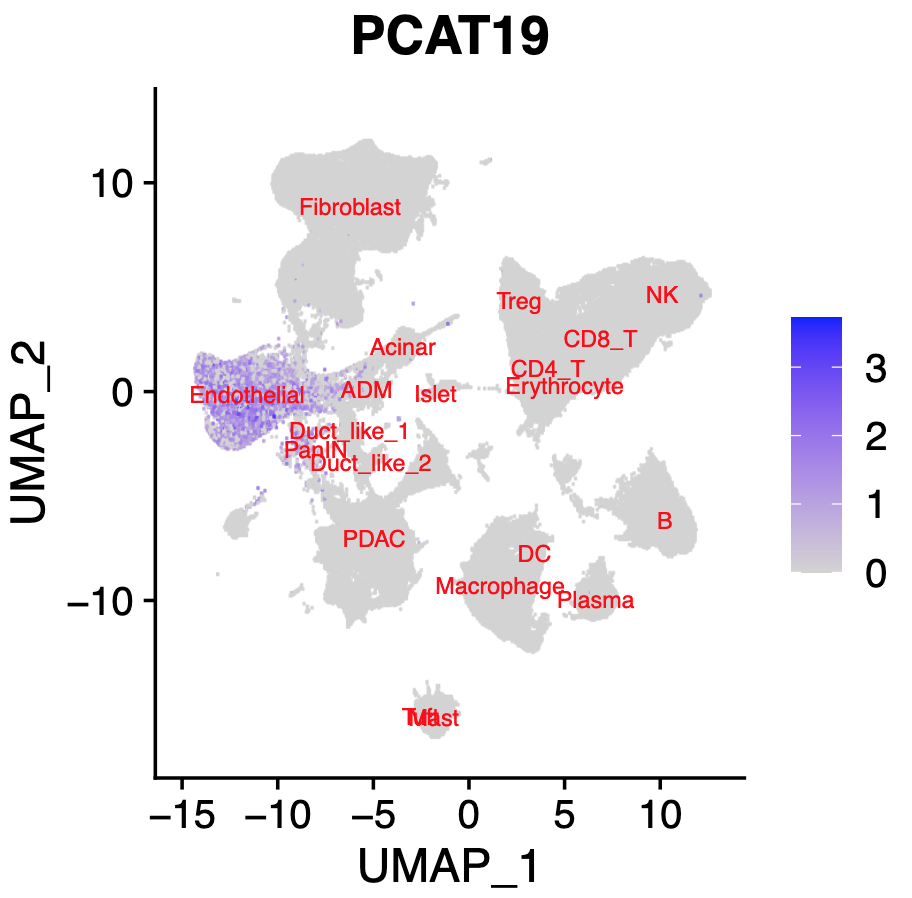 PCAT19
UMAP_2
10
0
−10
Fibroblast
Treg
NK
CD8_T
Acinar
CD4_T
Erythrocyte
Endothelial
ADM
Islet
Duct_like_1
PanIN
Duct_like_2
PDAC
B
DC
Macrophage
Plasma
Mast
3
2
1
0
−15 −10 −5 0 5 10
UMAP_1